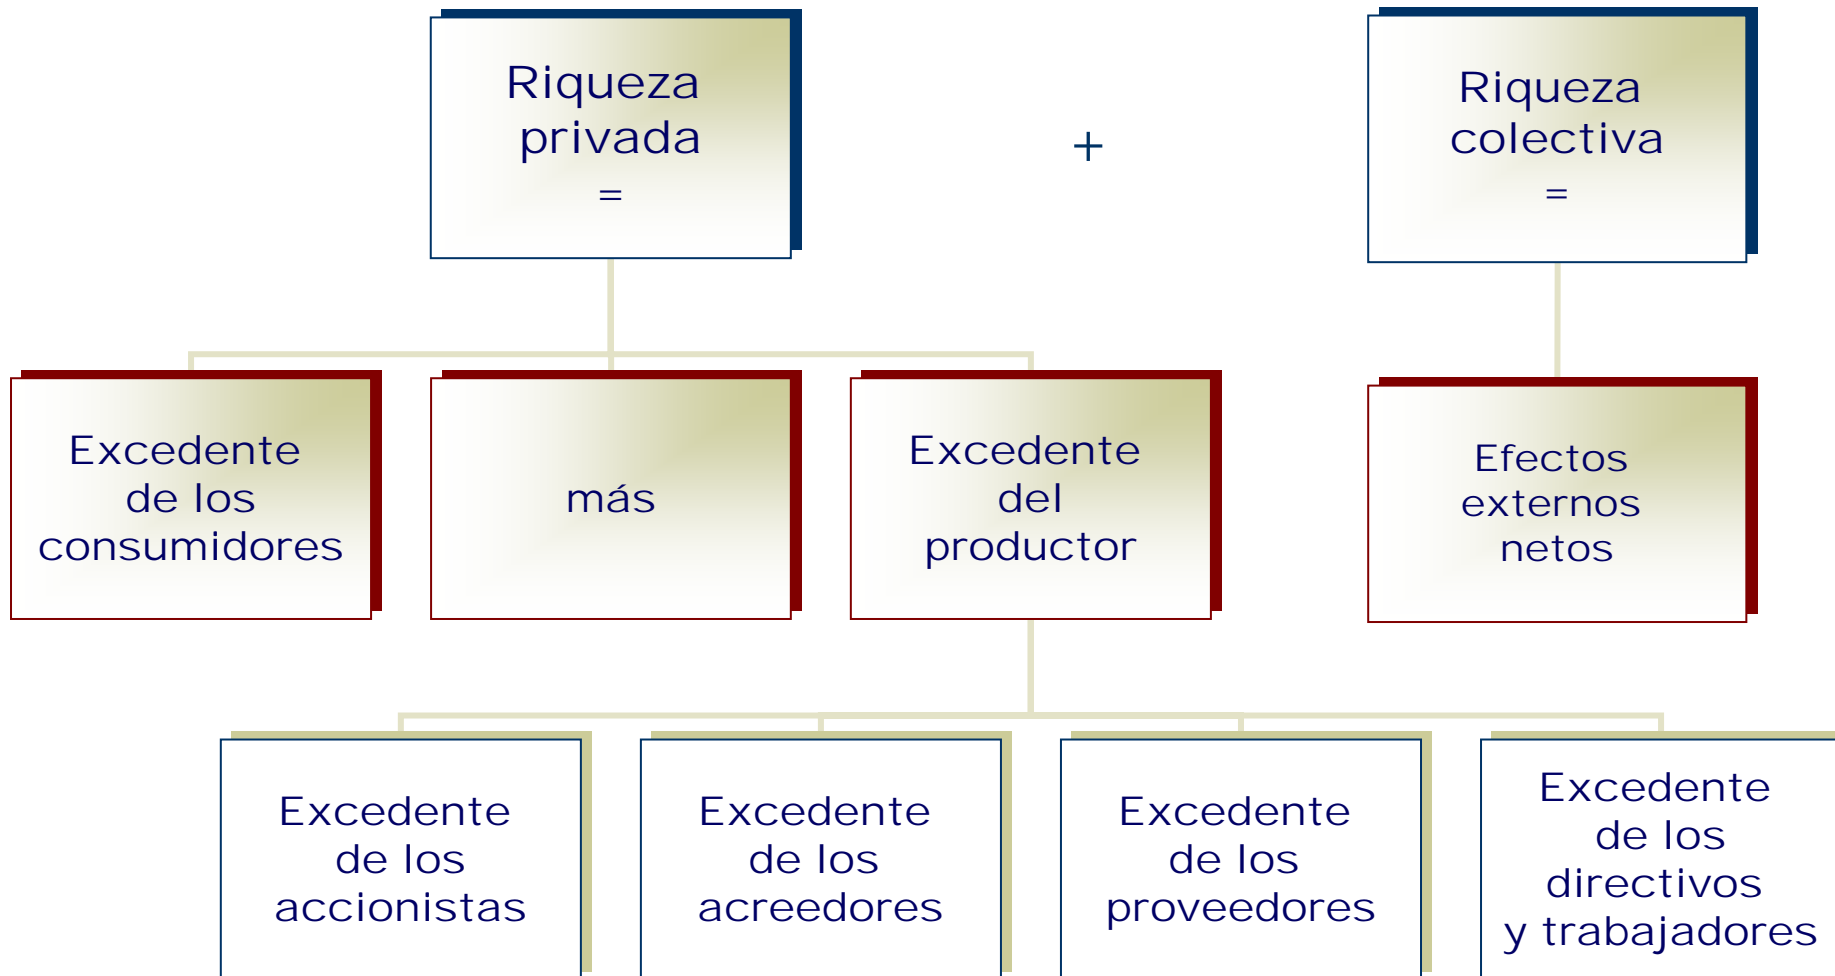 Riqueza
privada
=
+
Riqueza
colectiva
=
Excedente
de los
consumidores
más
Excedente
del
productor
Efectos
externos
netos
Excedente
de los
accionistas
Excedente
de los
acreedores
Excedente
de los
proveedores
Excedente
de los
directivos
y trabajadores